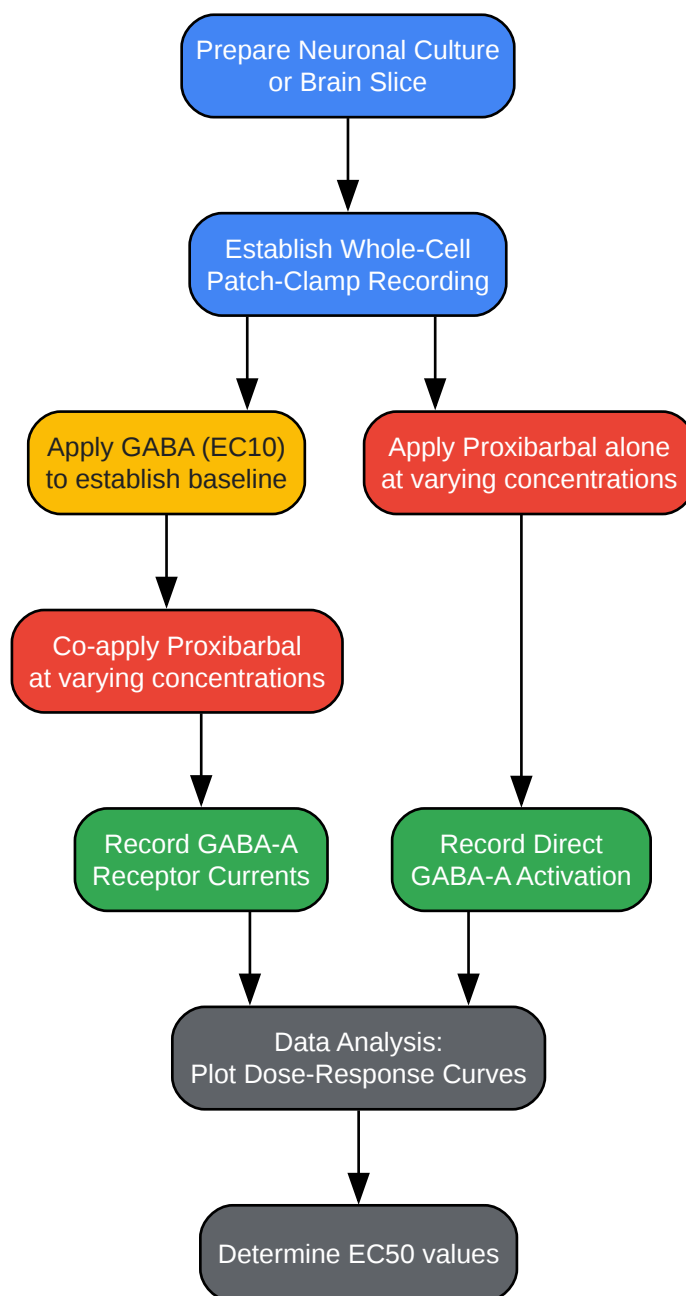 Prepare Neuronal Culture
or Brain Slice
Establish Whole-Cell
Patch-Clamp Recording
Apply GABA (EC10)
to establish baseline
Apply Proxibarbal alone
at varying concentrations
Co-apply Proxibarbal
at varying concentrations
Record GABA-A
Receptor Currents
Record Direct
GABA-A Activation
Data Analysis:
Plot Dose-Response Curves
Determine EC50 values